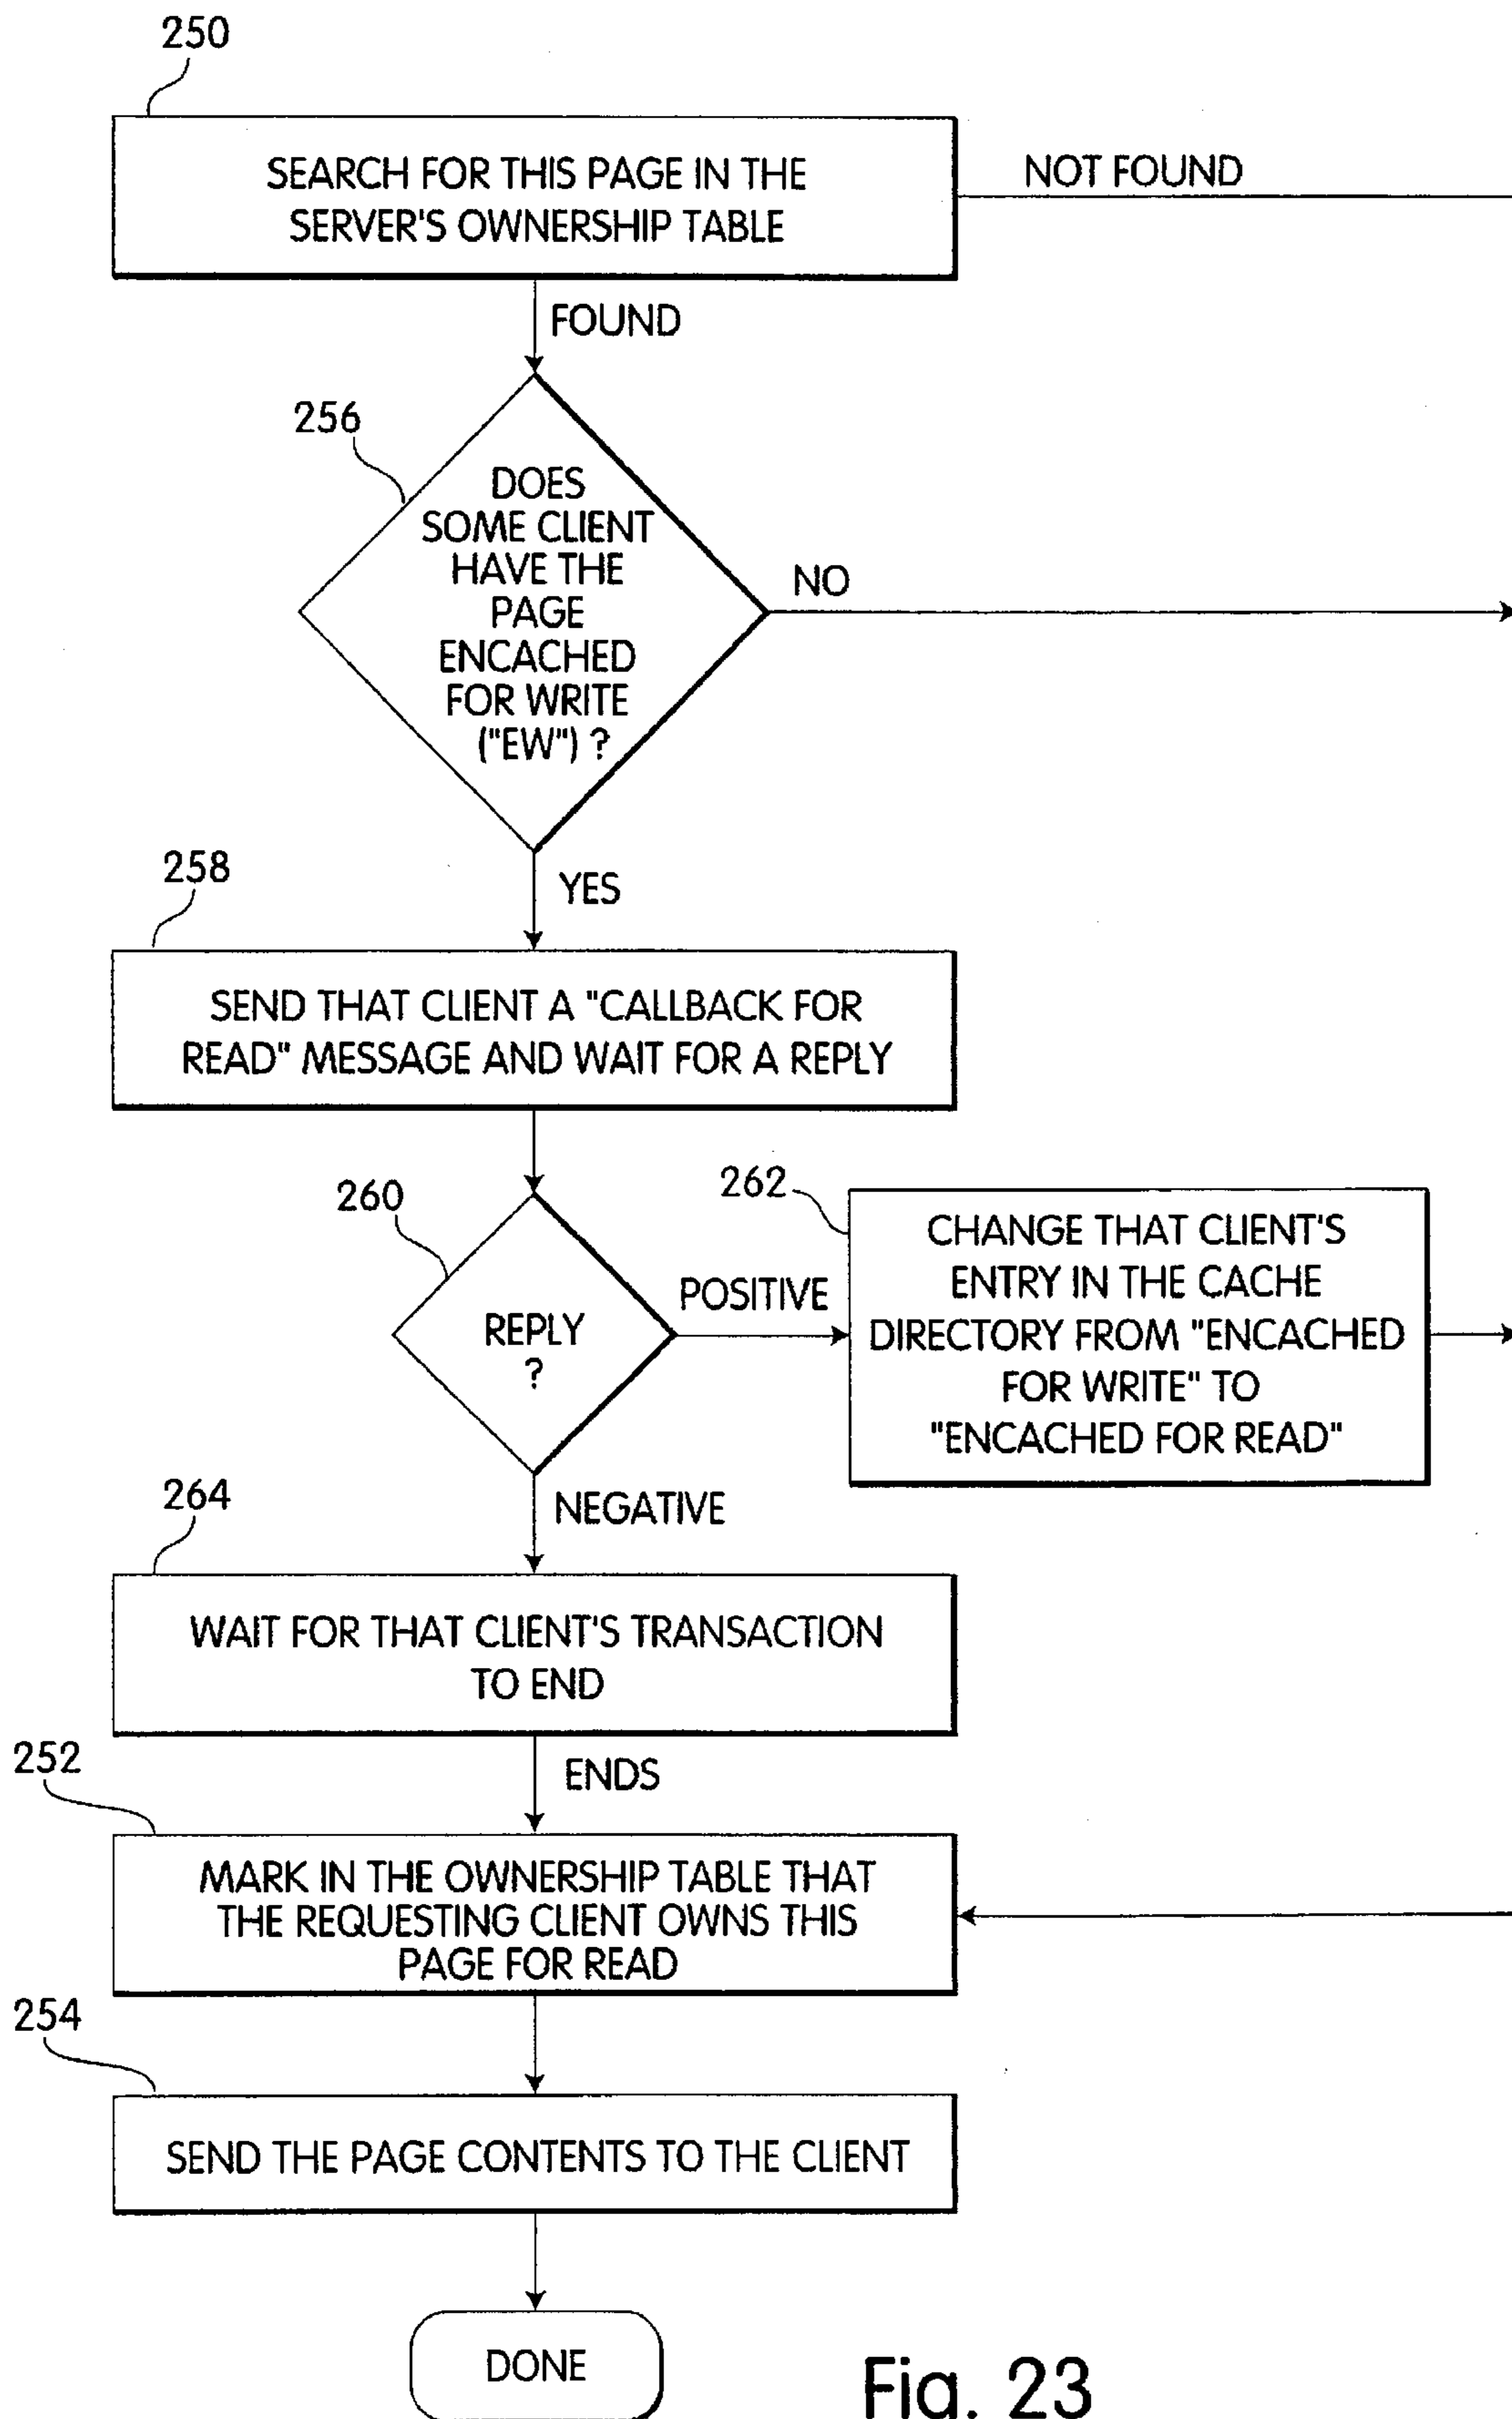 250
SEARCH FOR THIS PAGE IN THE
SERVER'S OWNERSHIP TABLE
NOT FOUND
FOUND
256
DOES
SOME CLIENT
HAVE THE
PAGE
ENCACHED
FOR WRITE
("EW") ?
NO
YES
258
SEND THAT CLIENT A "CALLBACK FOR
READ" MESSAGE AND WAIT FOR A REPLY
260
REPLY
?
POSITIVE
262
CHANGE THAT CLIENT'S
ENTRY IN THE CACHE
DIRECTORY FROM "ENCACHED
FOR WRITE" TO
"ENCACHED FOR READ"
NEGATIVE
264
WAIT FOR THAT CLIENT'S TRANSACTION
TO END
ENDS
252
MARK IN THE OWNERSHIP TABLE THAT
THE REQUESTING CLIENT OWNS THIS
PAGE FOR READ
254
SEND THE PAGE CONTENTS TO THE CLIENT
DONE
Fig. 23